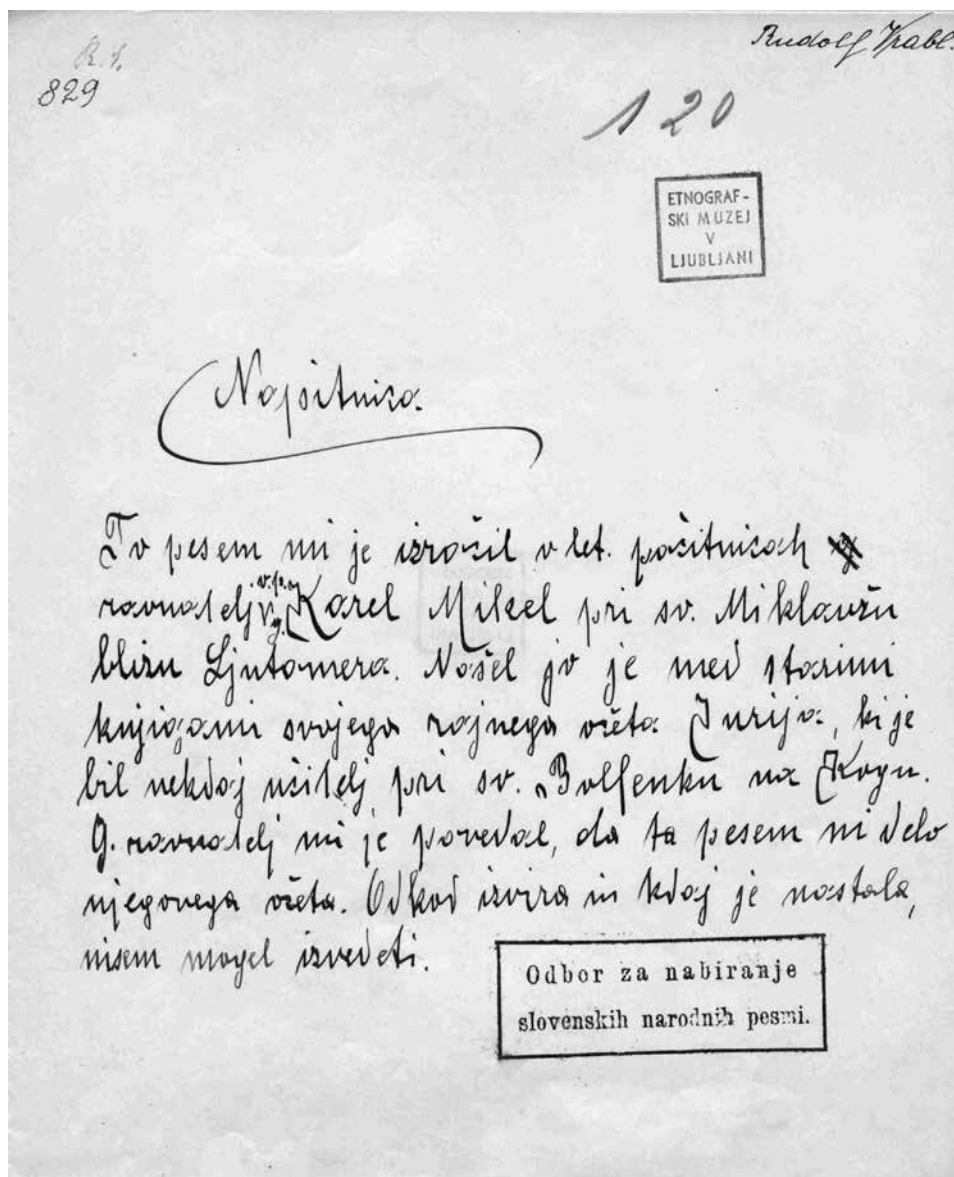 R. 1.
829
Rudolf Vrabl.
120
ETNOGRAF-
SKI MUZEJ
V
LJUBLJANI
Napitnica.
To pesem mi je izročil v let. počitnicah
ravnatelj v. p. g. Karel Mikel pri sv. Miklavžu
blizu Ljutomera. Našel jo je med starimi
knjigami svojega rajnega očeta Jurija, ki je
bil nekdaj učitelj pri sv. Bolfenku na Kogu.
G. ravnatelj mi je povedal, da ta pesem ni delo
njegovega očeta. Odkod izvira in kdaj je nastala,
nisem mogel izvedeti.
Odbor za nabiranje
slovenskih narodnih pesmi.